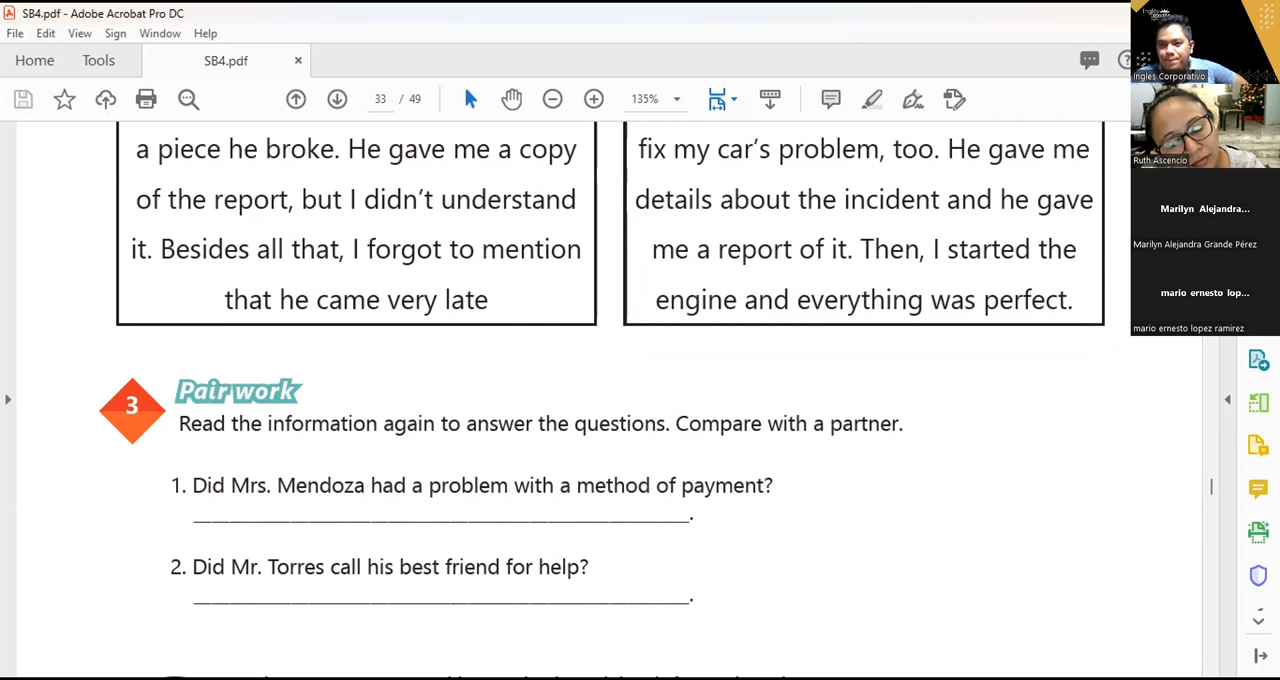 SB4.pdf - Adobe Acrobat Pro DC
File Edit View Sign Window Help
Home Tools SB4.pdf ×
33 / 49 135%
a piece he broke. He gave me a copy
of the report, but I didn't understand
it. Besides all that, I forgot to mention
that he came very late
fix my car's problem, too. He gave me
details about the incident and he gave
me a report of it. Then, I started the
engine and everything was perfect.
3 Pair work
Read the information again to answer the questions. Compare with a partner.
1. Did Mrs. Mendoza had a problem with a method of payment?
2. Did Mr. Torres call his best friend for help?
Ingles Corporativo
Ruth Ascencio
Marilyn Alejandra...
Marilyn Alejandra Grande Pérez
mario ernesto lop...
mario ernesto lopez ramirez